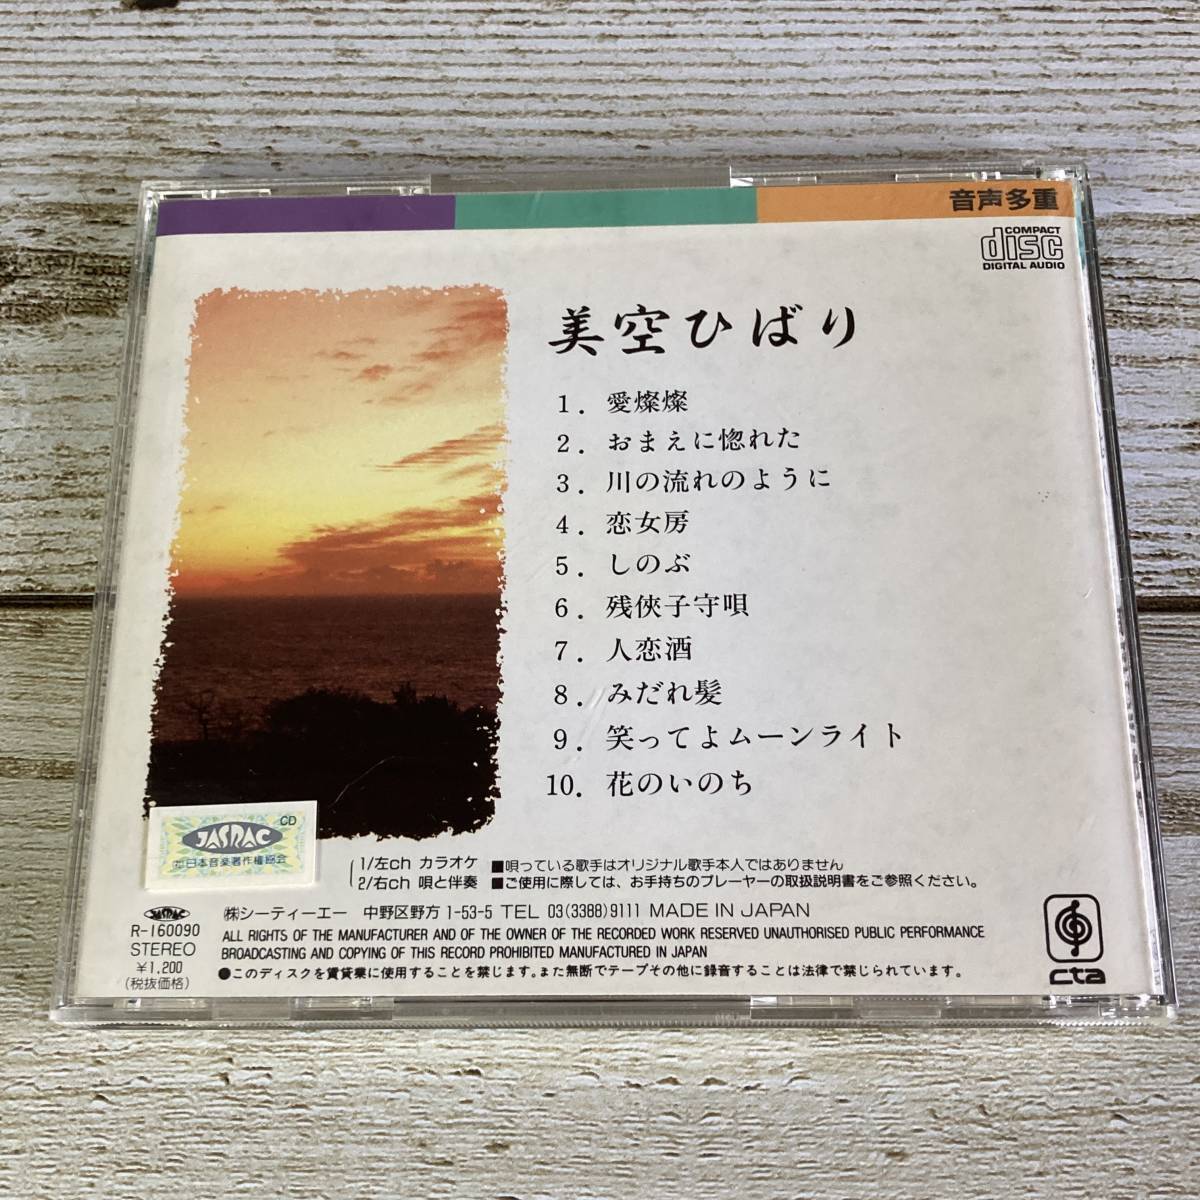 音声多重
COMPACT
disc
DIGITAL AUDIO
美空ひばり
1. 愛燦燦
2. おまえに惚れた
3. 川の流れのように
4. 恋女房
5. しのぶ
6. 残俠子守唄
7. 人恋酒
8. みだれ髪
9. 笑ってよムーンライト
10. 花のいのち
CD
JASRAC
㈳日本音楽著作権協会
1/左ch カラオケ ■唄っている歌手はオリジナル歌手本人ではありません
2/右ch 唄と伴奏 ■ご使用に際しては、お手持ちのプレーヤーの取扱説明書をご参照ください。
JASRAC
R-160090
STEREO
¥1,200
(税抜価格)
㈱シーティーエー 中野区野方 1-53-5 TEL 03(3388)9111 MADE IN JAPAN
ALL RIGHTS OF THE MANUFACTURER AND OF THE OWNER OF THE RECORDED WORK RESERVED UNAUTHORISED PUBLIC PERFORMANCE
BROADCASTING AND COPYING OF THIS RECORD PROHIBITED MANUFACTURED IN JAPAN
●このディスクを賃貸業に使用することを禁じます。また無断でテープその他に録音することは法律で禁じられています。
cta